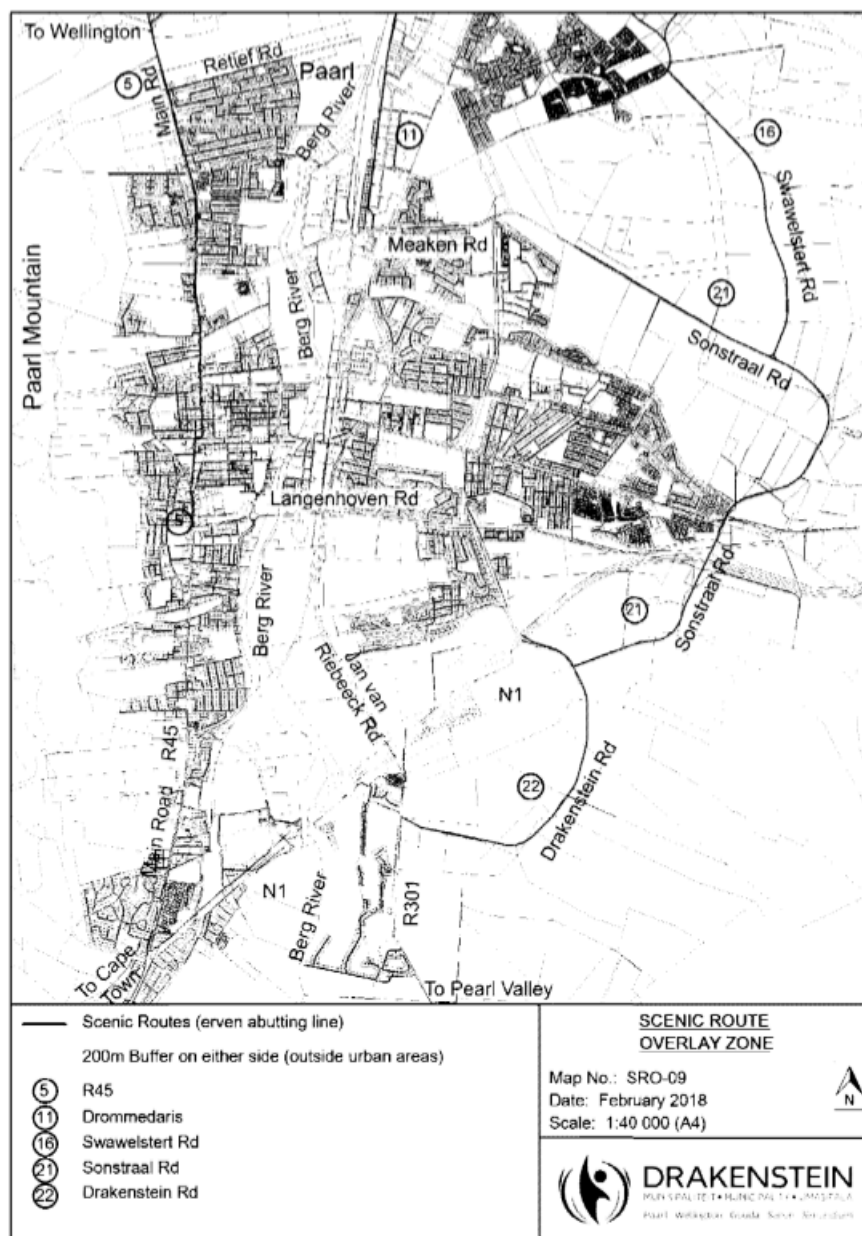 To Wellington
Retief Rd
Paarl
5
Main Rd
Berg River
11
16
Swawelstert Rd
Meaken Rd
Paarl Mountain
Berg River
21
Sonstraal Rd
Langenhoven Rd
5
Berg River
21
Sonstraal Rd
Jan van
Riebeeck Rd
N1
R45
22
Drakenstein Rd
Main Road
N1
Berg River
R301
To Cape
Town
To Pearl Valley
Scenic Routes (erven abutting line)
200m Buffer on either side (outside urban areas)
5 R45
11 Drommedaris
16 Swawelstert Rd
21 Sonstraal Rd
22 Drakenstein Rd
SCENIC ROUTE
OVERLAY ZONE
Map No.: SRO-09
Date: February 2018
Scale: 1:40 000 (A4)
N
DRAKENSTEIN
Paarl Wellington Gouda Saron Simondium